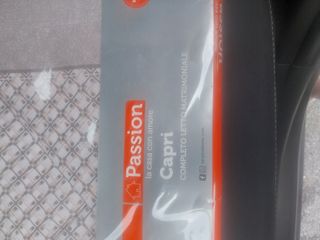 Passion
la casa con amore
Capri
COMPLETO LETTO MATRIMONIALE